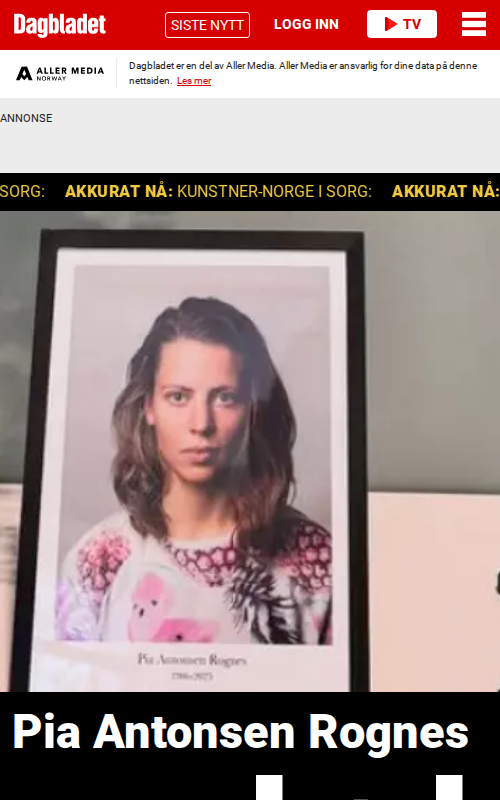 Dagbladet
SISTE NYTT
LOGG INN
TV
ALLER MEDIA
NORWAY
Dagbladet er en del av Aller Media. Aller Media er ansvarlig for dine data på denne
nettsiden. Les mer
ANNONSE
SORG: AKKURAT NÅ: KUNSTNER-NORGE I SORG: AKKURAT NÅ:
Pia Antonsen Rognes
Pia Antonsen Rognes